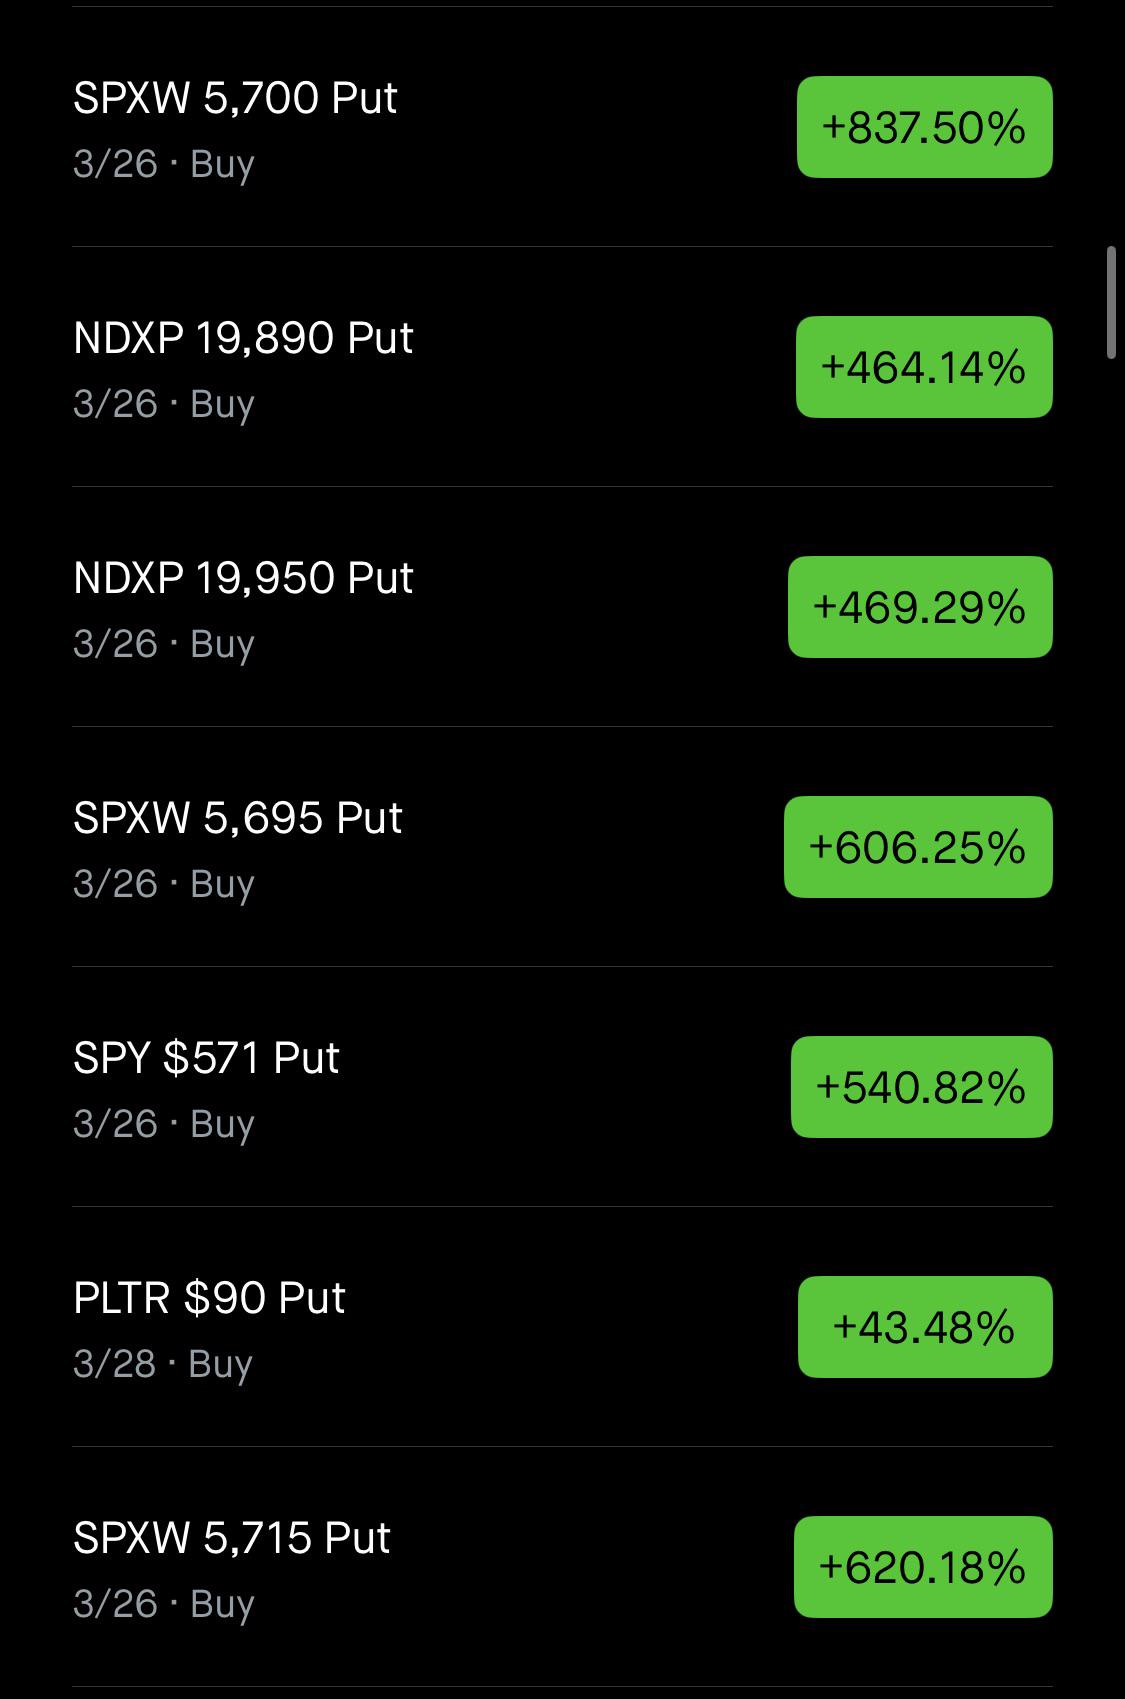 SPXW 5,700 Put
3/26 · Buy
+837.50%
NDXP 19,890 Put
3/26 · Buy
+464.14%
NDXP 19,950 Put
3/26 · Buy
+469.29%
SPXW 5,695 Put
3/26 · Buy
+606.25%
SPY $571 Put
3/26 · Buy
+540.82%
PLTR $90 Put
3/28 · Buy
+43.48%
SPXW 5,715 Put
3/26 · Buy
+620.18%